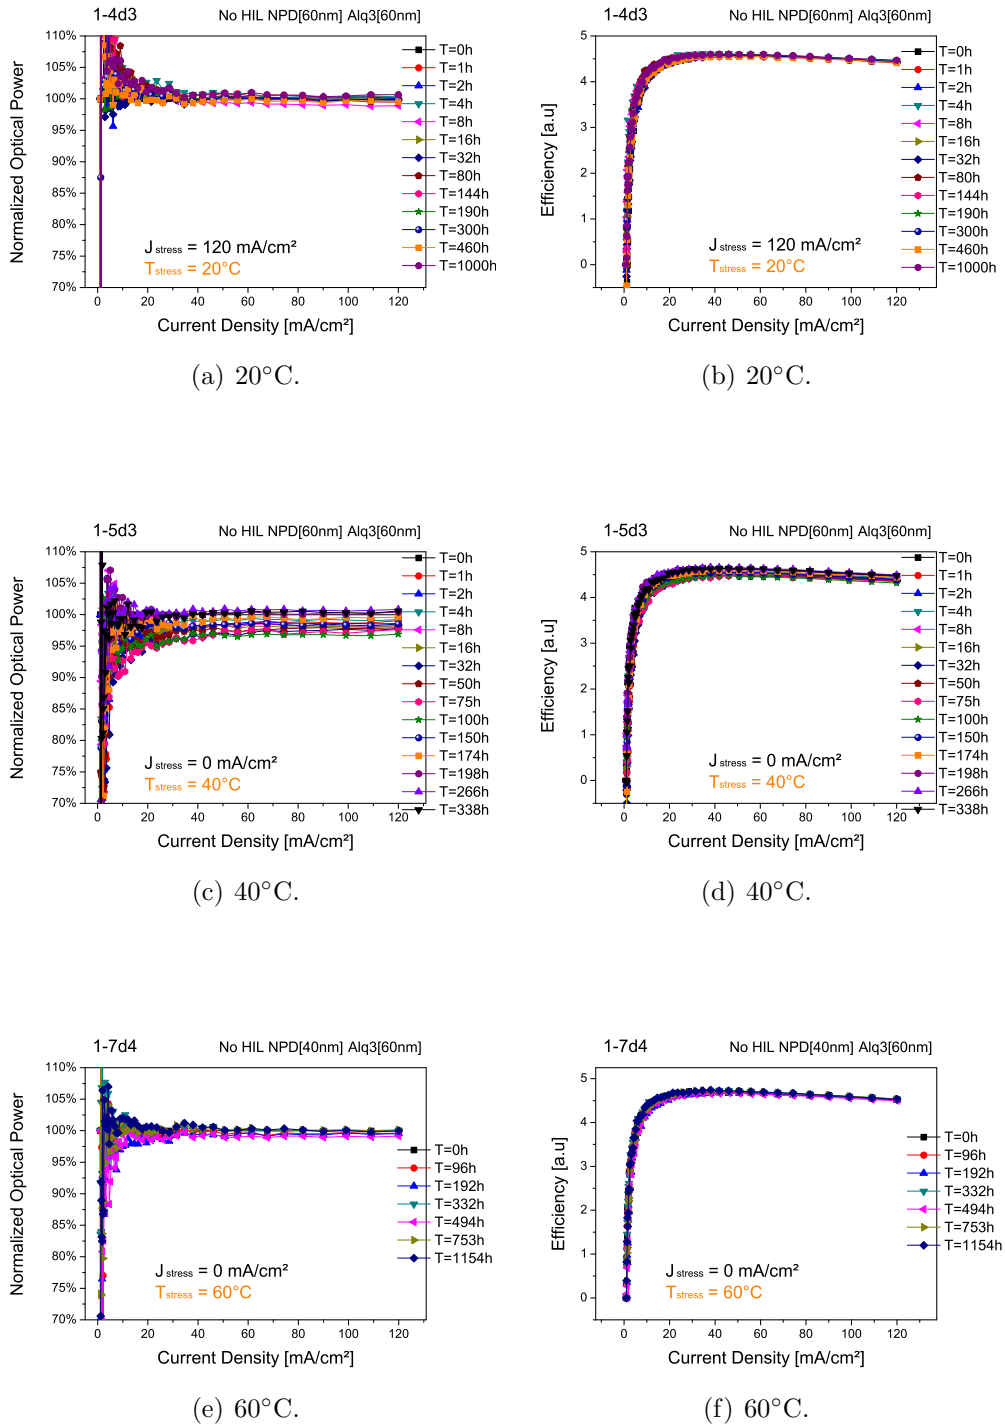 1-4d3 No HIL NPD[60nm] Alq3[60nm]
Normalized Optical Power
110%
105%
100%
95%
90%
85%
80%
75%
70%
0 20 40 60 80 100 120
Current Density [mA/cm²]
J stress = 120 mA/cm²
T stress = 20°C
T=0h
T=1h
T=2h
T=4h
T=8h
T=16h
T=32h
T=80h
T=144h
T=190h
T=300h
T=460h
T=1000h
(a) 20°C.
1-4d3 No HIL NPD[60nm] Alq3[60nm]
Efficiency [a.u]
5
4
3
2
1
0
0 20 40 60 80 100 120
Current Density [mA/cm²]
J stress = 120 mA/cm²
T stress = 20°C
T=0h
T=1h
T=2h
T=4h
T=8h
T=16h
T=32h
T=80h
T=144h
T=190h
T=300h
T=460h
T=1000h
(b) 20°C.
1-5d3 No HIL NPD[60nm] Alq3[60nm]
Normalized Optical Power
110%
105%
100%
95%
90%
85%
80%
75%
70%
0 20 40 60 80 100 120
Current Density [mA/cm²]
J stress = 0 mA/cm²
T stress = 40°C
T=0h
T=1h
T=2h
T=4h
T=8h
T=16h
T=32h
T=50h
T=75h
T=100h
T=150h
T=174h
T=198h
T=266h
T=338h
(c) 40°C.
1-5d3 No HIL NPD[60nm] Alq3[60nm]
Efficiency [a.u]
5
4
3
2
1
0
0 20 40 60 80 100 120
Current Density [mA/cm²]
J stress = 0 mA/cm²
T stress = 40°C
T=0h
T=1h
T=2h
T=4h
T=8h
T=16h
T=32h
T=50h
T=75h
T=100h
T=150h
T=174h
T=198h
T=266h
T=338h
(d) 40°C.
1-7d4 No HIL NPD[40nm] Alq3[60nm]
Normalized Optical Power
110%
105%
100%
95%
90%
85%
80%
75%
70%
0 20 40 60 80 100 120
Current Density [mA/cm²]
J stress = 0 mA/cm²
T stress = 60°C
T=0h
T=96h
T=192h
T=332h
T=494h
T=753h
T=1154h
(e) 60°C.
1-7d4 No HIL NPD[40nm] Alq3[60nm]
Efficiency [a.u]
5
4
3
2
1
0
0 20 40 60 80 100 120
Current Density [mA/cm²]
J stress = 0 mA/cm²
T stress = 60°C
T=0h
T=96h
T=192h
T=332h
T=494h
T=753h
T=1154h
(f) 60°C.